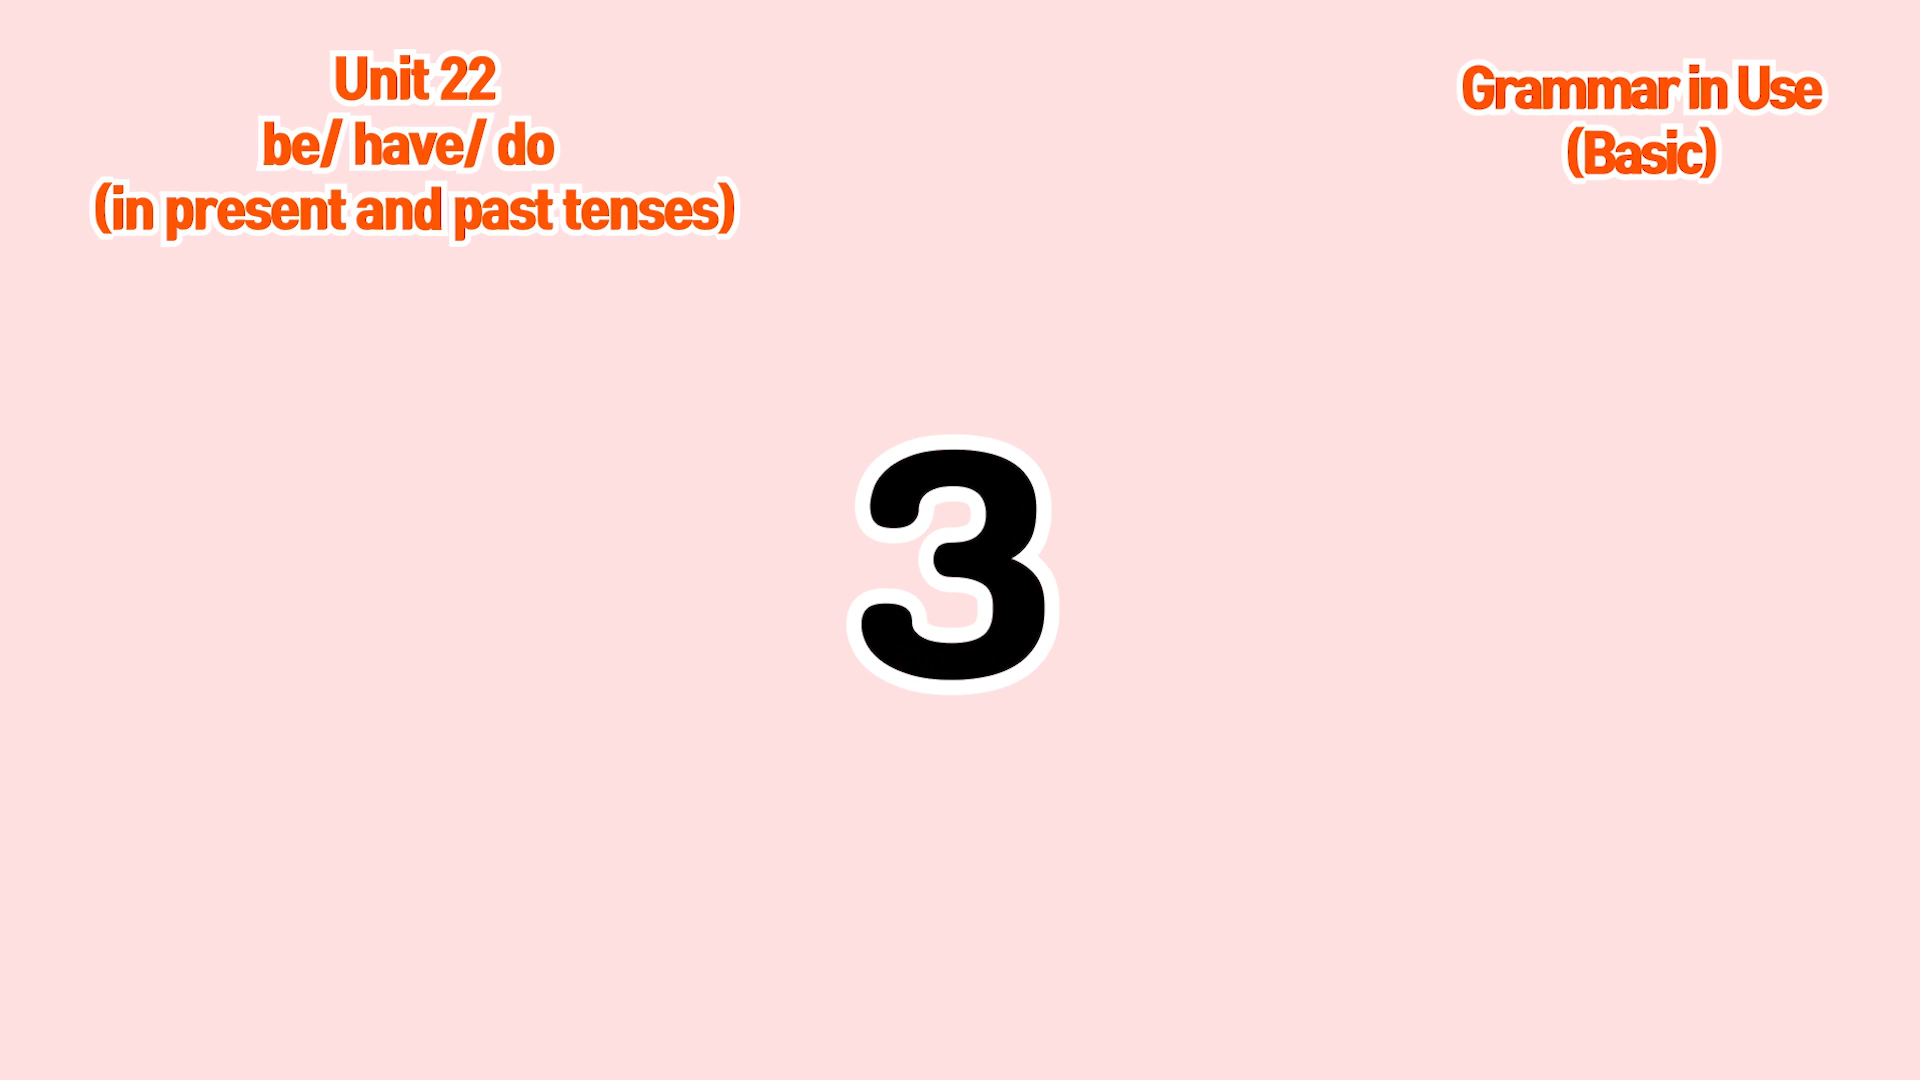 Unit 22
be/ have/ do
(in present and past tenses)
Grammar in Use
(Basic)
3